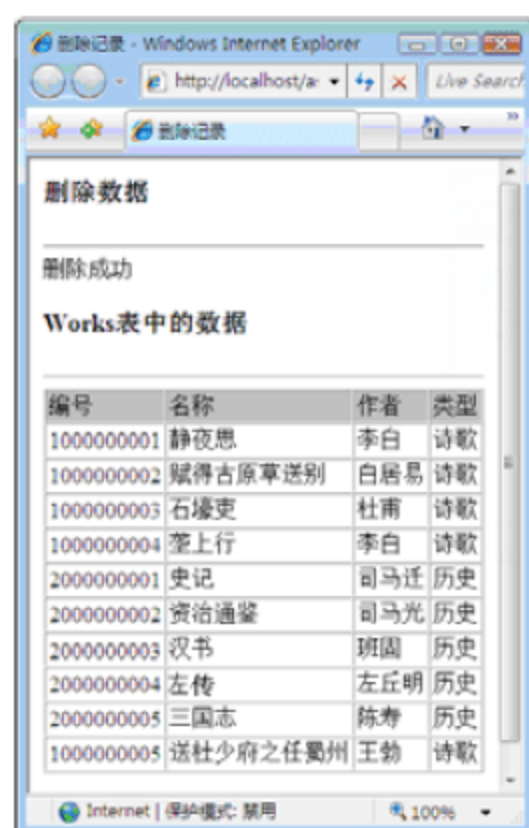 删除记录 - Windows Internet Explorer
http://localhost/a
Live Search
删除记录
删除数据
删除成功
Works表中的数据
编号 名称 作者 类型
1000000001 静夜思 李白 诗歌
1000000002 赋得古原草送别 白居易 诗歌
1000000003 石壕吏 杜甫 诗歌
1000000004 塞上行 李白 诗歌
2000000001 史记 司马迁 历史
2000000002 资治通鉴 司马光 历史
2000000003 汉书 班固 历史
2000000004 左传 左丘明 历史
2000000005 三国志 陈寿 历史
1000000005 送杜少府之任蜀州 王勃 诗歌
Internet | 保护模式: 禁用
100%